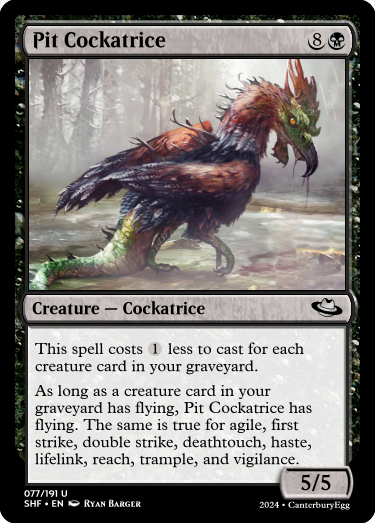 Pit Cockatrice
8
Creature — Cockatrice
This spell costs 1 less to cast for each
creature card in your graveyard.
As long as a creature card in your
graveyard has flying, Pit Cockatrice has
flying. The same is true for agile, first
strike, double strike, deathtouch, haste,
lifelink, reach, trample, and vigilance.
5/5
077/191 U
SHF • EN RYAN BARGER
2024 • CanterburyEgg